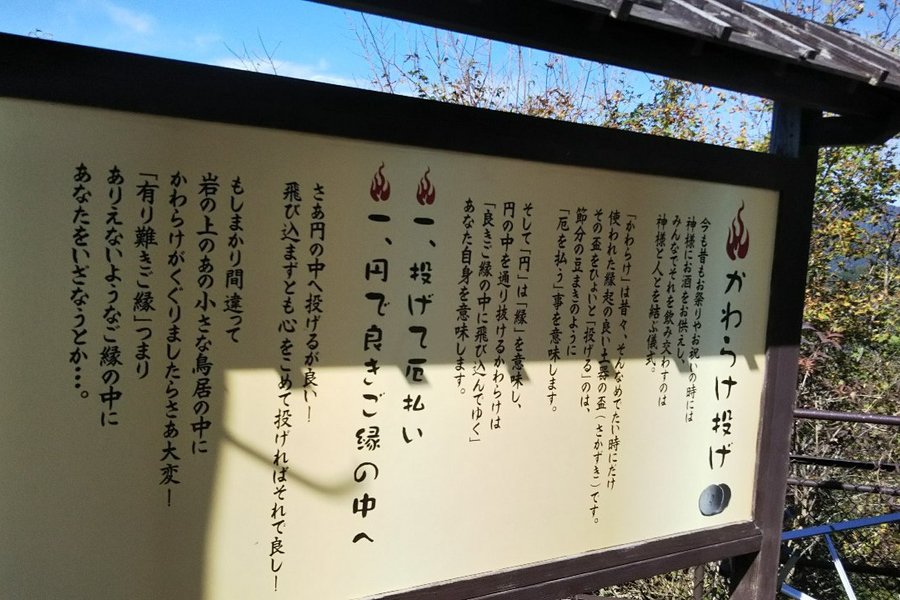 かわらけ投げ
今も昔もお祭りやお祝いの時には
神様にお酒をお供えし、
みんなでそれを飲み交わすのは
神様と人とを結ぶ儀式。
「かわらけ」は昔々、そんなめでたい時にだけ
使われた縁起の良い土器の盃(さかずき)です。
その盃をひょいと「投げる」のは、
節分の豆まきのように
「厄を払う」事を意味します。
そして「円」は「縁」を意味し、
円の中を通り抜けるかわらけは
「良きご縁の中に飛び込んでゆく」
あなた自身を意味します。
一、投げて厄払い
一、円で良きご縁の中へ
さあ円の中へ投げるが良い!
飛び込まずとも心をこめて投げればそれで良し!
もしまかり間違って
岩の上のあの小さな鳥居の中に
かわらけがくぐりましたらさあ大変!
「有り難きご縁」つまり
ありえないようなご縁の中に
あなたをいざなうとか…。